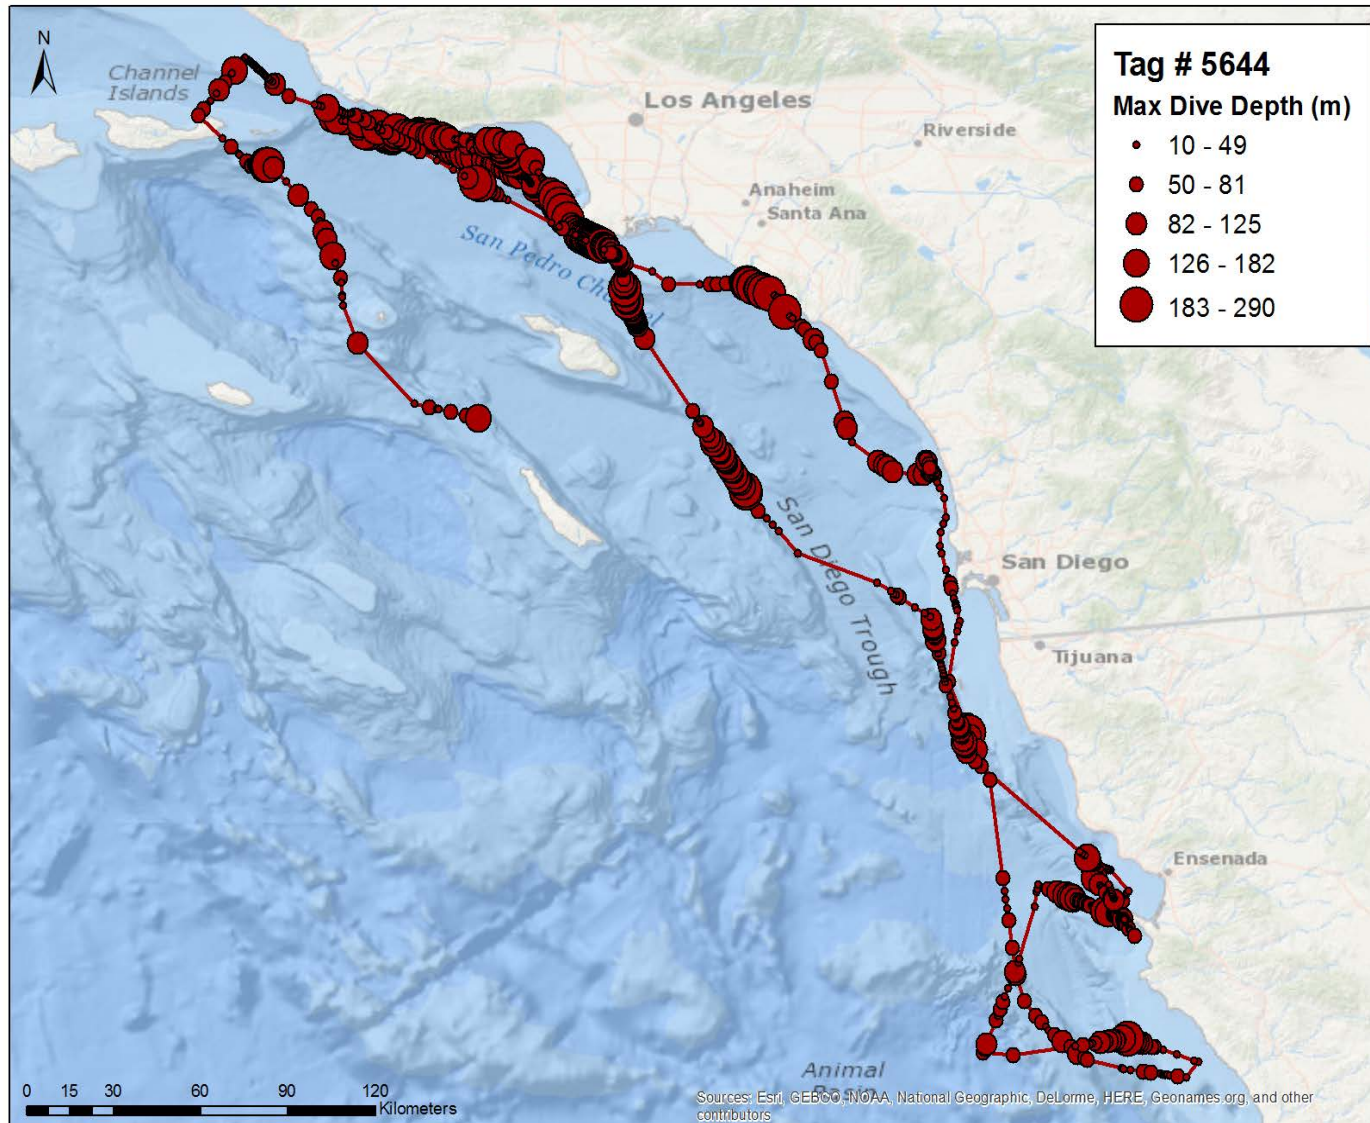 N
Channel
Islands
Los Angeles
Riverside
Anaheim
Santa Ana
San Pedro Channel
San Diego Trough
San Diego
Tijuana
Ensenada
Animal
Basin
Tag # 5644
Max Dive Depth (m)
10 - 49
50 - 81
82 - 125
126 - 182
183 - 290
0 15 30 60 90 120
Kilometers
Sources: Esri, GEBCO, NOAA, National Geographic, DeLorme, HERE, Geonames.org, and other
contributors